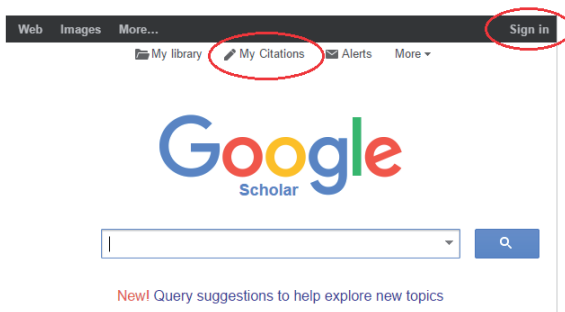 Web Images More... Sign in
My library My Citations Alerts More
Google
Scholar
New! Query suggestions to help explore new topics